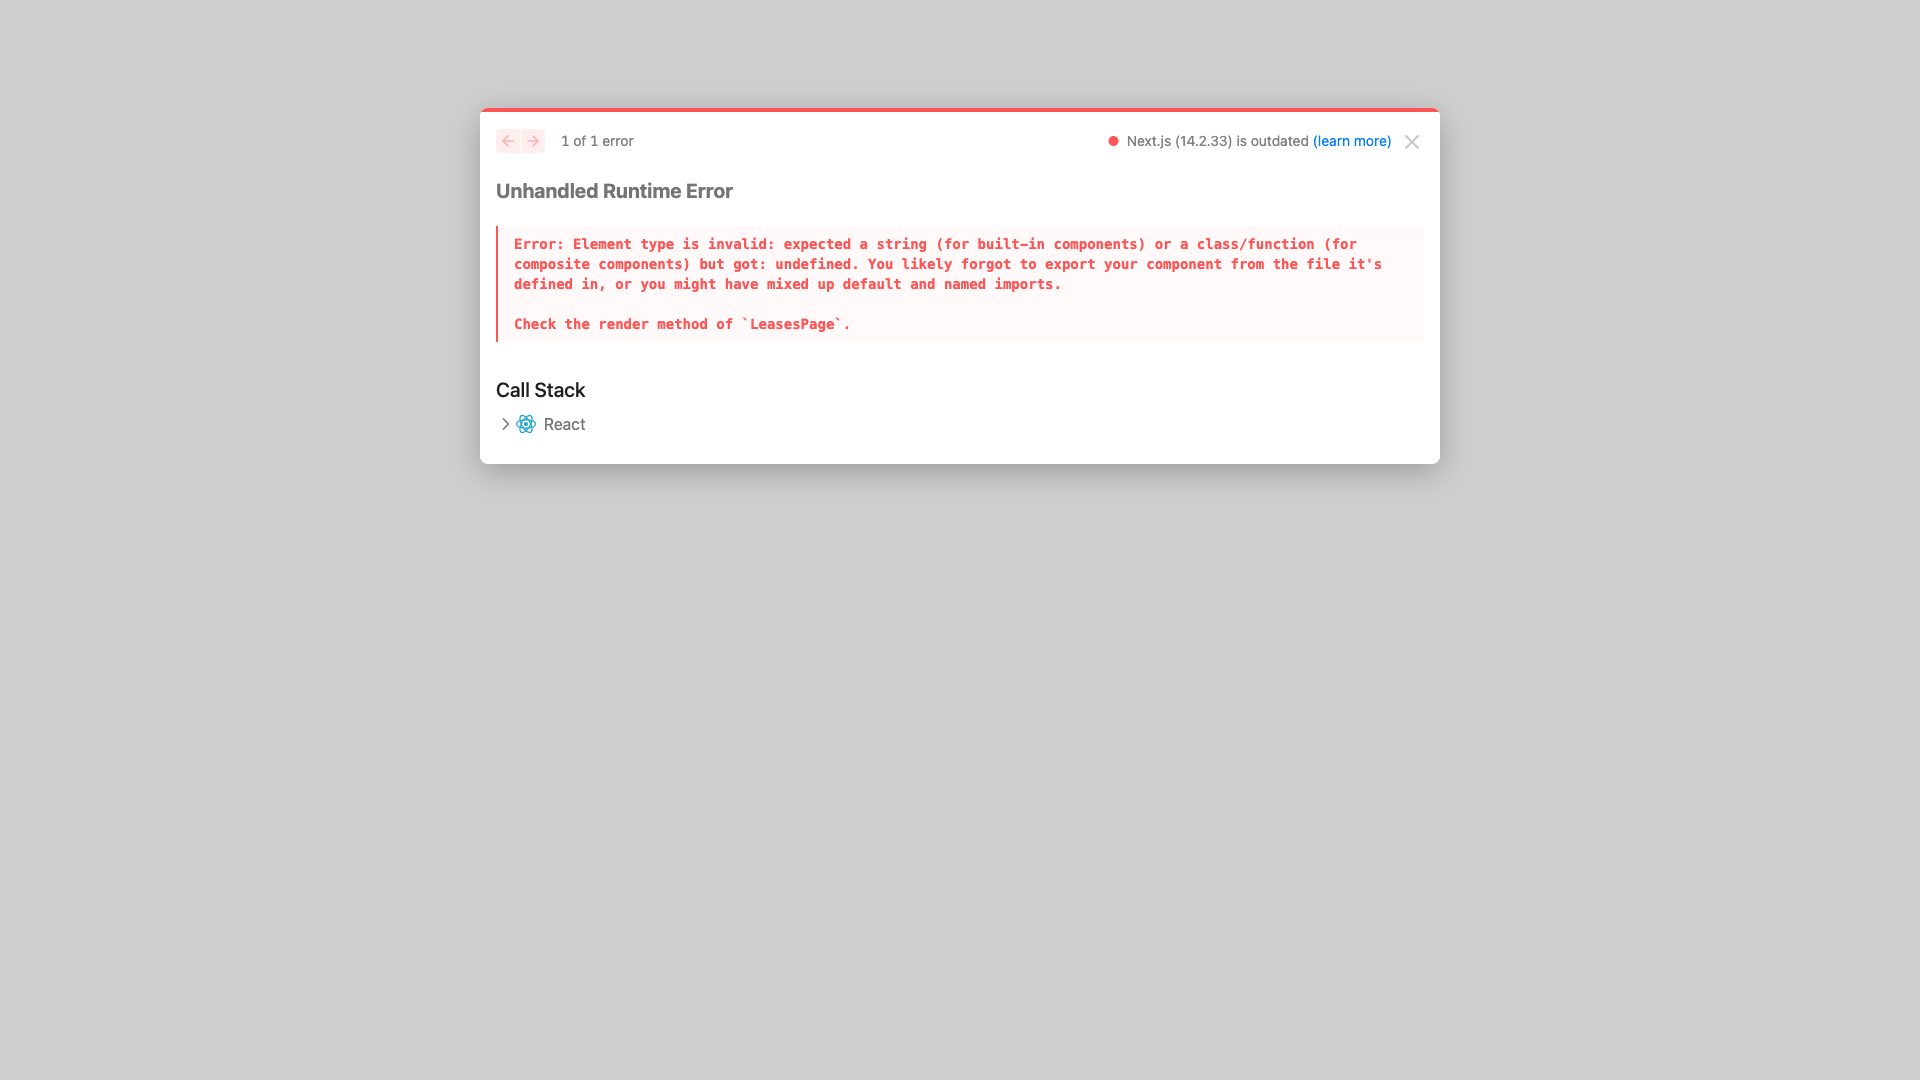 1 of 1 error
Next.js (14.2.33) is outdated (learn more)
Unhandled Runtime Error
Error: Element type is invalid: expected a string (for built-in components) or a class/function (for
composite components) but got: undefined. You likely forgot to export your component from the file it's
defined in, or you might have mixed up default and named imports.
Check the render method of `LeasesPage`.
Call Stack
React